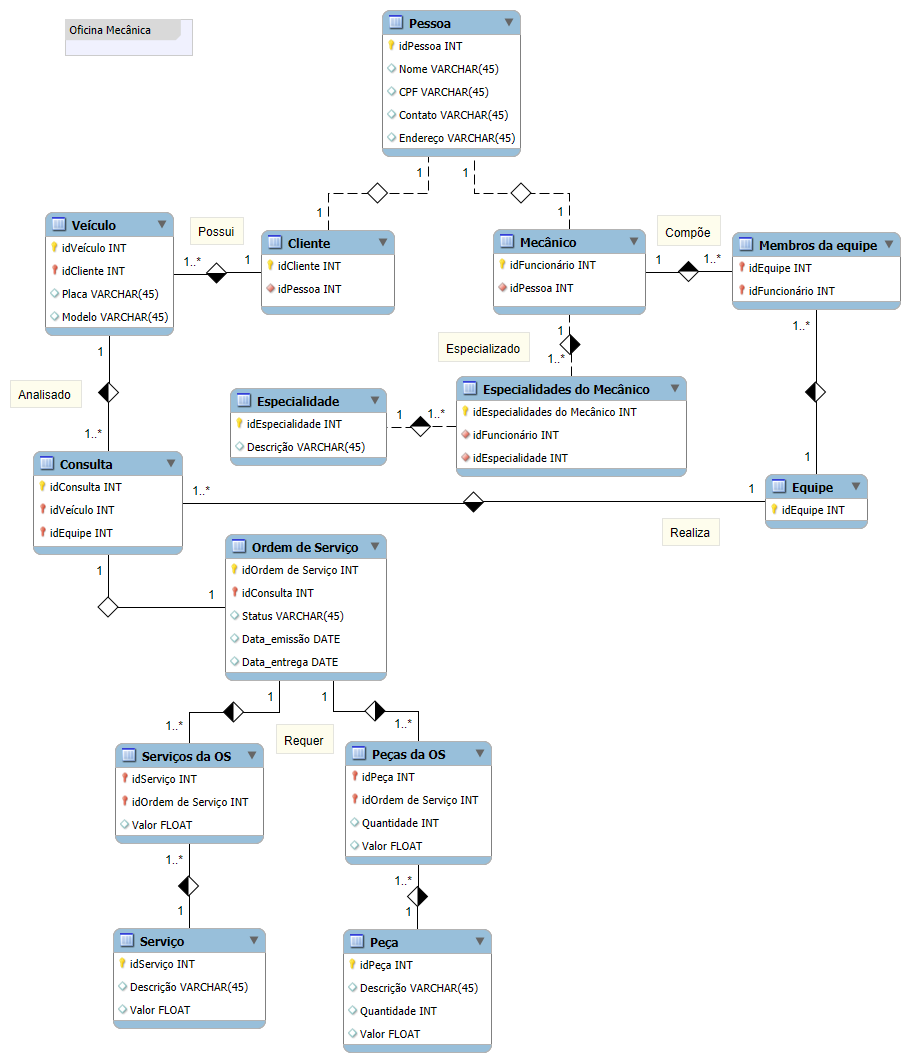 Oficina Mecânica
Pessoa
idPessoa INT
Nome VARCHAR(45)
CPF VARCHAR(45)
Contato VARCHAR(45)
Endereço VARCHAR(45)
1
1
1
1
Veículo
idVeículo INT
idCliente INT
Placa VARCHAR(45)
Modelo VARCHAR(45)
Possui
1..*
1
Cliente
idCliente INT
idPessoa INT
Mecânico
idFuncionário INT
idPessoa INT
Compõe
1
1..*
Membros da equipe
idEquipe INT
idFuncionário INT
1
Analisado
1..*
Especializado
1
1..*
1..*
1
Especialidade
idEspecialidade INT
Descrição VARCHAR(45)
1
1..*
Especialidades do Mecânico
idEspecialidades do Mecânico INT
idFuncionário INT
idEspecialidade INT
Consulta
idConsulta INT
idVeículo INT
idEquipe INT
1..*
1
Realiza
Equipe
idEquipe INT
1
1
Ordem de Serviço
idOrdem de Serviço INT
idConsulta INT
Status VARCHAR(45)
Data_emissão DATE
Data_entrega DATE
1
1
1..*
Requer
1..*
Serviços da OS
idServiço INT
idOrdem de Serviço INT
Valor FLOAT
Peças da OS
idPeça INT
idOrdem de Serviço INT
Quantidade INT
Valor FLOAT
1..*
1
1..*
1
Serviço
idServiço INT
Descrição VARCHAR(45)
Valor FLOAT
Peça
idPeça INT
Descrição VARCHAR(45)
Quantidade INT
Valor FLOAT